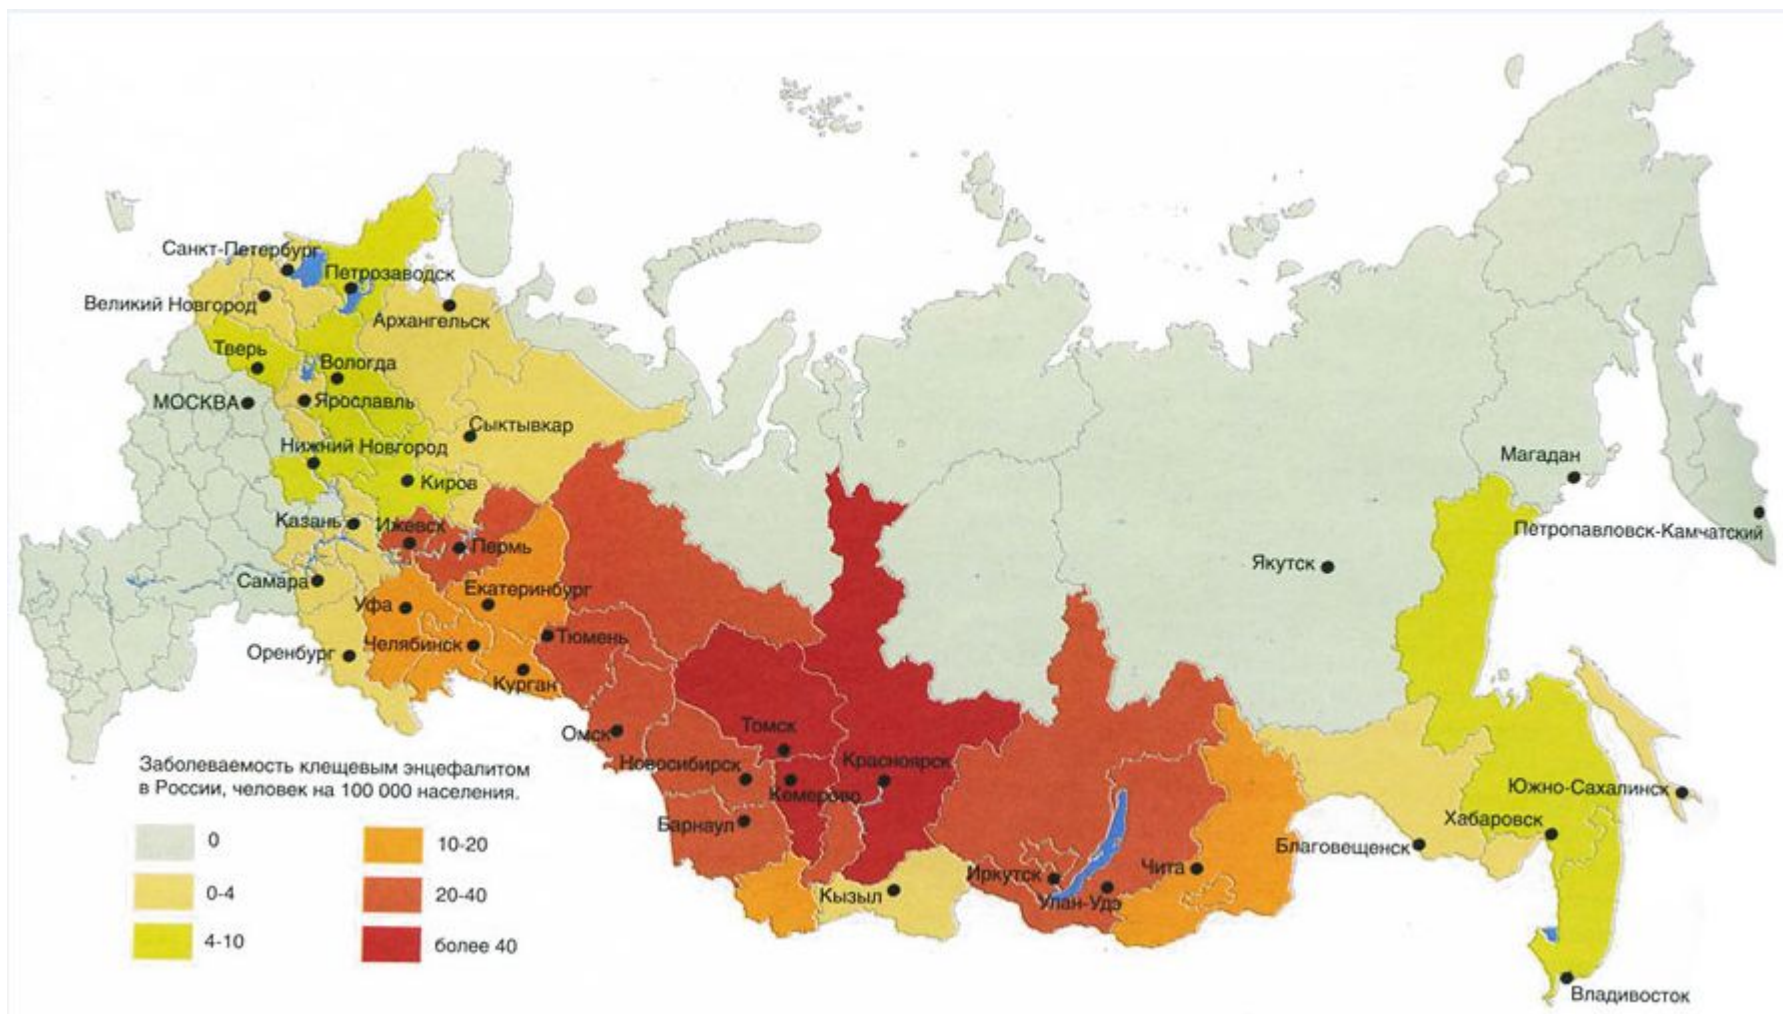 Санкт-Петербург
Петрозаводск
Великий Новгород
Архангельск
Тверь
Вологда
МОСКВА
Ярославль
Сыктывкар
Нижний Новгород
Киров
Магадан
Казань
Ижевск
Петропавловск-Камчатский
Пермь
Якутск
Самара
Екатеринбург
Уфа
Тюмень
Челябинск
Оренбург
Курган
Омск
Томск
Новосибирск
Красноярск
Кемерово
Южно-Сахалинск
Барнаул
Хабаровск
Благовещенск
Чита
Иркутск
Кызыл
Улан-Удэ
Владивосток
Заболеваемость клещевым энцефалитом
в России, человек на 100 000 населения.
0
10-20
0-4
20-40
4-10
более 40